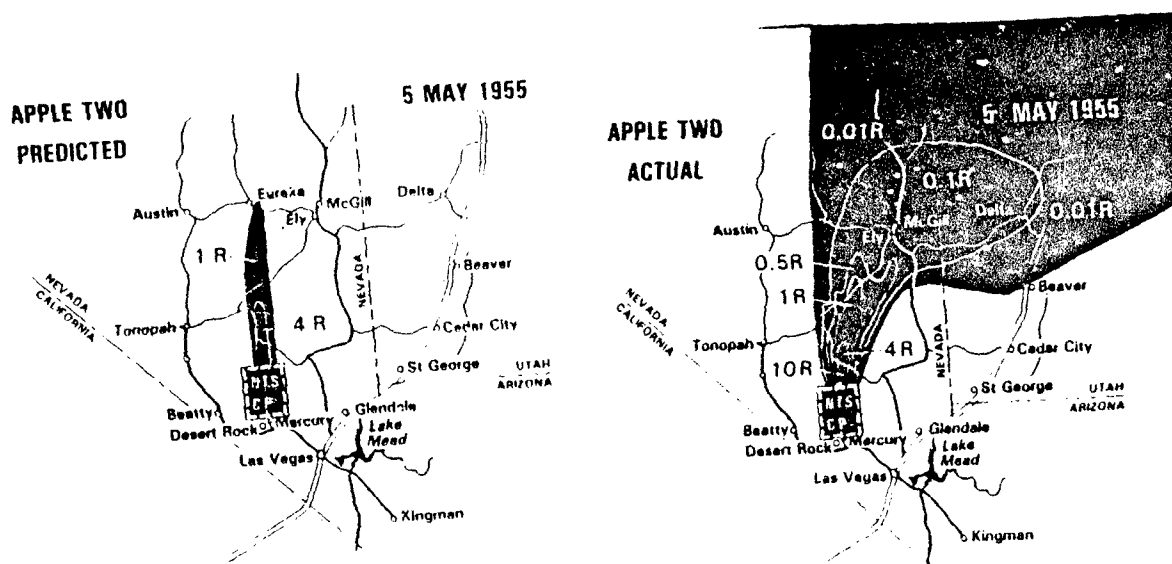 APPLE TWO
PREDICTED
5 MAY 1955
Eureka
McGill
Delta
Austin
Ely
1 R
Beaver
NEVADA
CALIFORNIA
NEVADA
Tonopah
4 R
Cedar City
St George
UTAH
ARIZONA
NTS
CP
Beatty
Desert Rock
Mercury
Glendale
Lake
Mead
Las Vegas
Kingman
APPLE TWO
ACTUAL
5 MAY 1955
0.01R
0.1R
McGill
Delta
0.01R
Austin
Ely
0.5R
1R
Beaver
NEVADA
CALIFORNIA
NEVADA
Tonopah
4R
Cedar City
10R
St George
UTAH
ARIZONA
NTS
CP
Beatty
Desert Rock
Mercury
Glendale
Lake
Mead
Las Vegas
Kingman